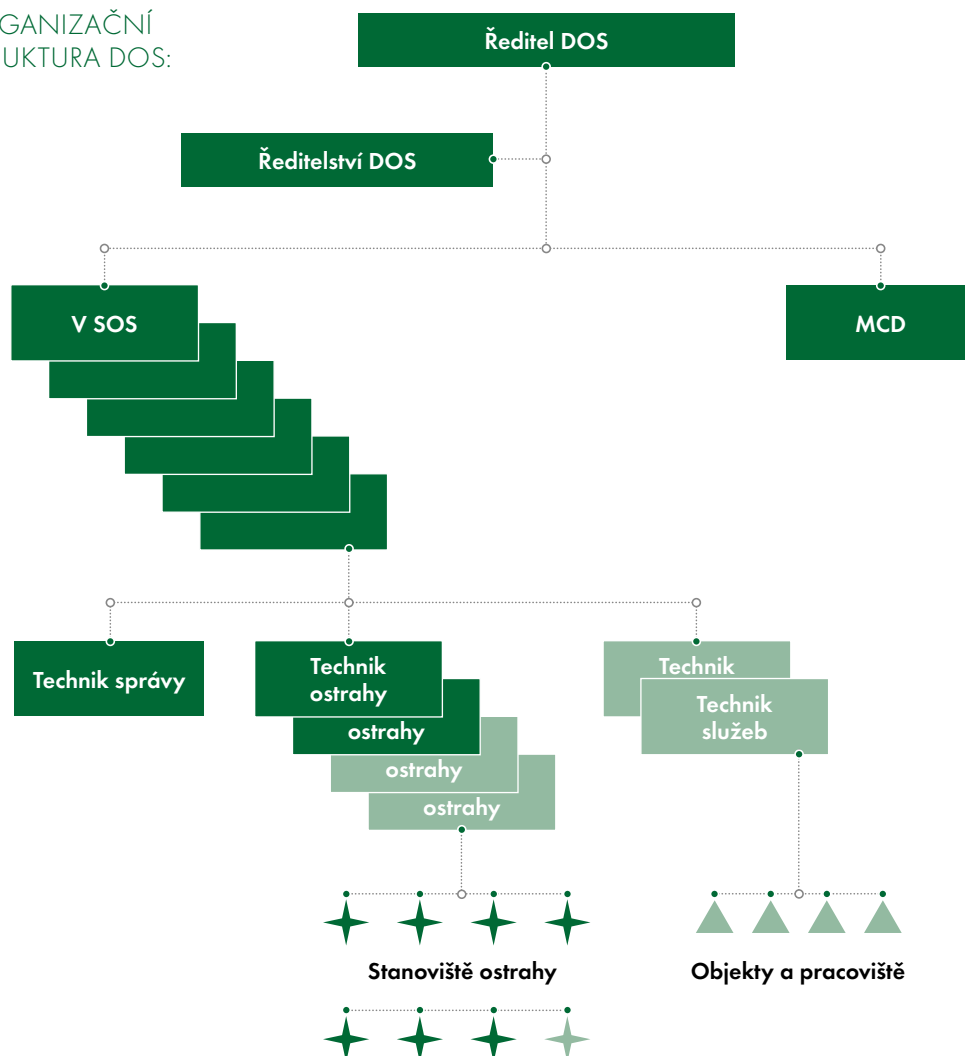 GANIZAČNÍ
UKTURA DOS:
Ředitel DOS
Ředitelství DOS
V SOS
MCD
Technik správy
Technik
ostrahy
ostrahy
ostrahy
ostrahy
Technik
Technik
služeb
Stanoviště ostrahy
Objekty a pracoviště